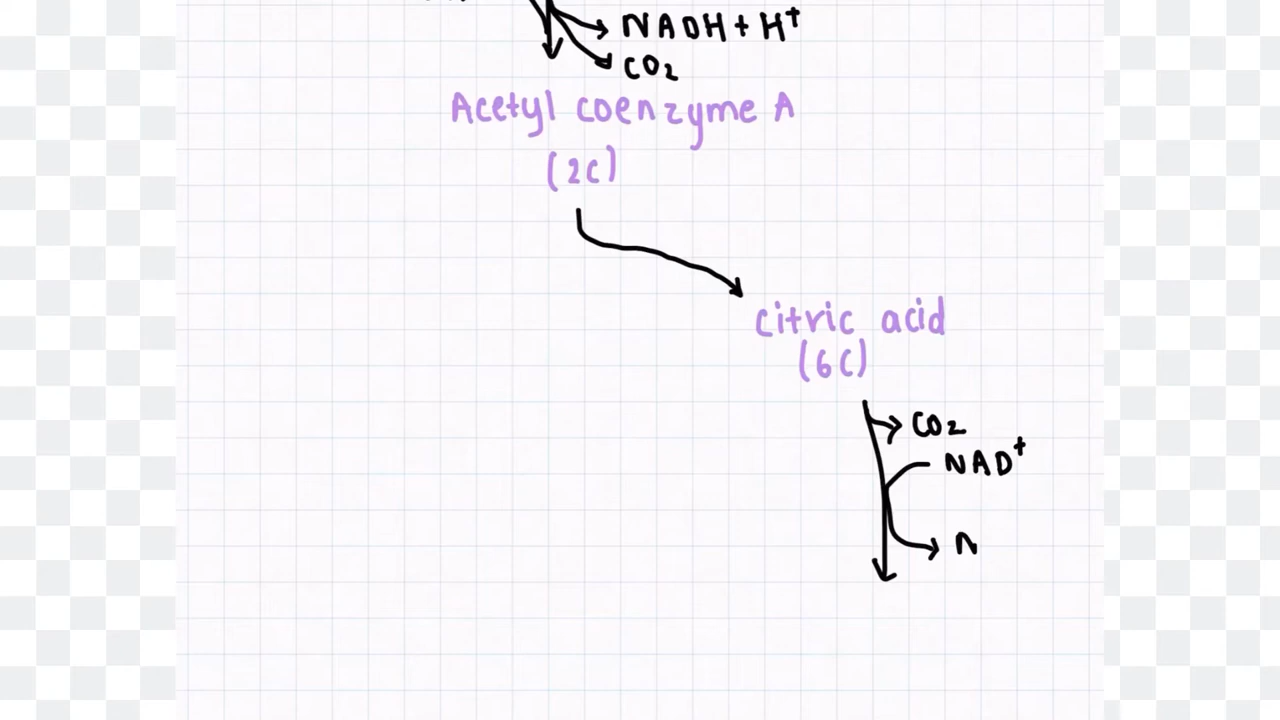 NADH + H⁺
CO₂
Acetyl coenzyme A
(2C)
citric acid
(6C)
CO₂
NAD⁺
N